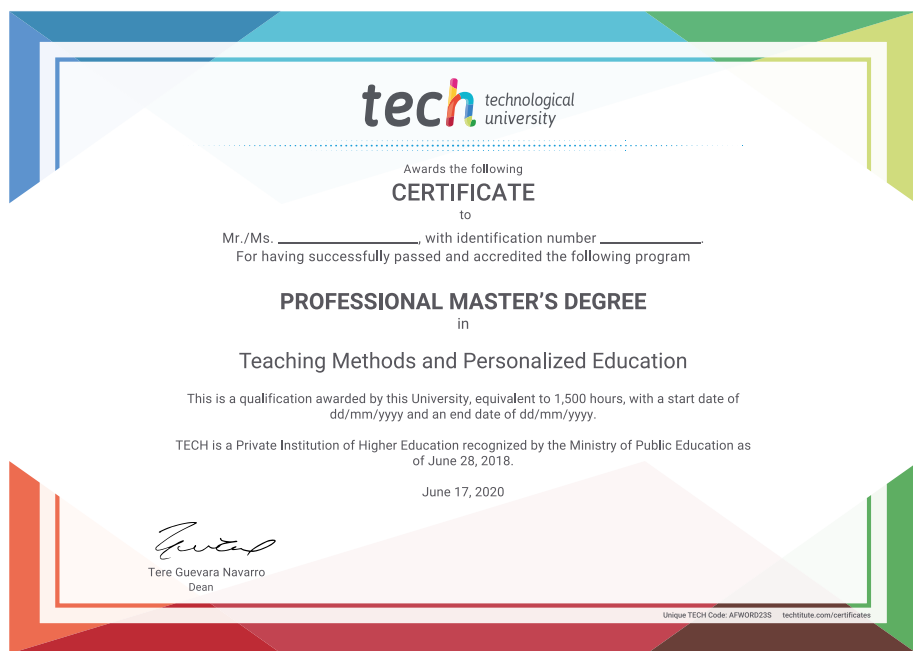 tech technological
university
Awards the following
CERTIFICATE
to
Mr./Ms. ____________________, with identification number ______________.
For having successfully passed and accredited the following program
PROFESSIONAL MASTER'S DEGREE
in
Teaching Methods and Personalized Education
This is a qualification awarded by this University, equivalent to 1,500 hours, with a start date of
dd/mm/yyyy and an end date of dd/mm/yyyy.
TECH is a Private Institution of Higher Education recognized by the Ministry of Public Education as
of June 28, 2018.
June 17, 2020
Tere Guevara Navarro
Dean
Unique TECH Code: AFWORD23S techtitute.com/certificates